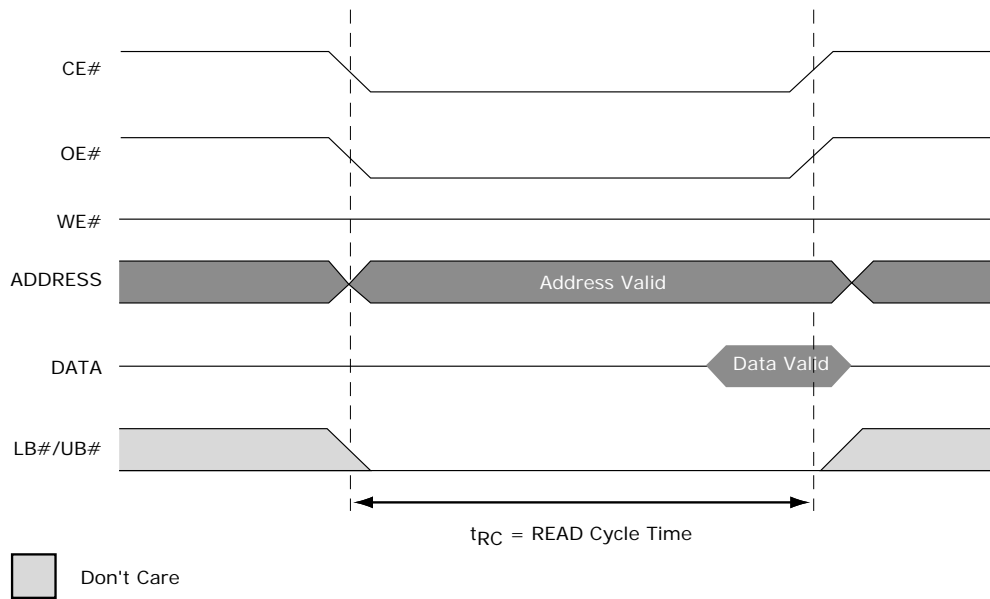 CE#
OE#
WE#
ADDRESS
Address Valid
DATA
Data Valid
LB#/UB#
tRC = READ Cycle Time
Don't Care